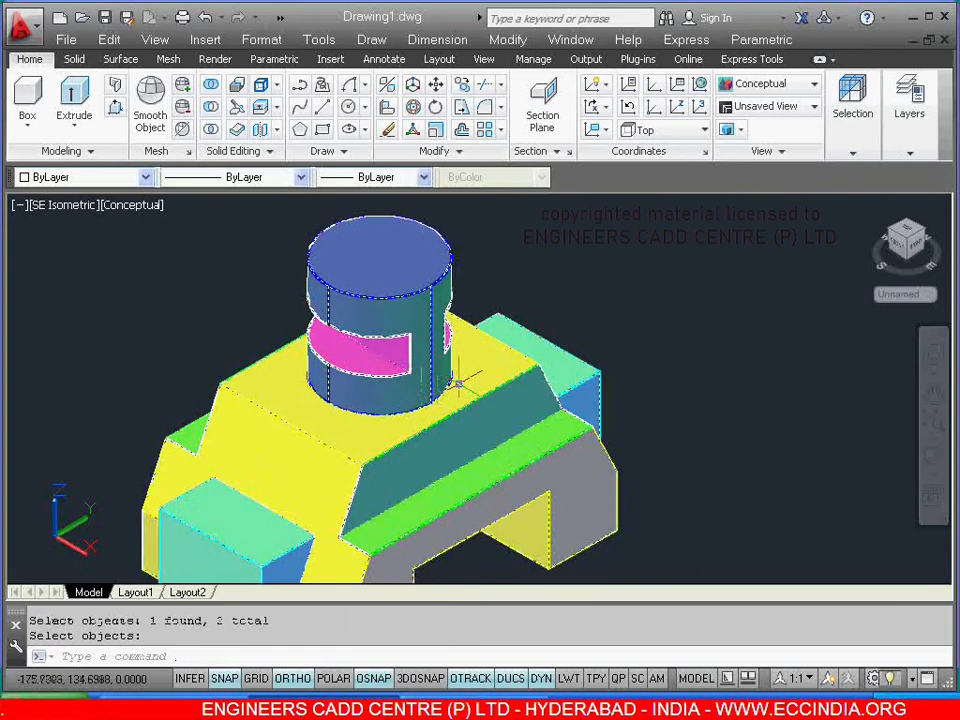 Drawing1.dwg
Type a keyword or phrase
Sign In
File Edit View Insert Format Tools Draw Dimension Modify Window Help Express Parametric
Home Solid Surface Mesh Render Parametric Insert Annotate Layout View Manage Output Plug-ins Online Express Tools
Box
Extrude
Smooth
Object
Section
Plane
Conceptual
Unsaved View
Top
Selection
Layers
Modeling Mesh Solid Editing Draw Modify Section Coordinates View
ByLayer ByLayer ByLayer ByColor
[−][SE Isometric][Conceptual]
copyrighted material licensed to
ENGINEERS CADD CENTRE (P) LTD
S E
Unnamed
Z
Y
X
Model Layout1 Layout2
Select objects: 1 found, 2 total
Select objects:
Type a command
134.6988, 0.0000
INFER SNAP GRID ORTHO POLAR OSNAP 3DOSNAP OTRACK DUCS DYN LWT TPY QP SC AM MODEL 1:1
ENGINEERS CADD CENTRE (P) LTD - HYDERABAD - INDIA - WWW.ECCINDIA.ORG